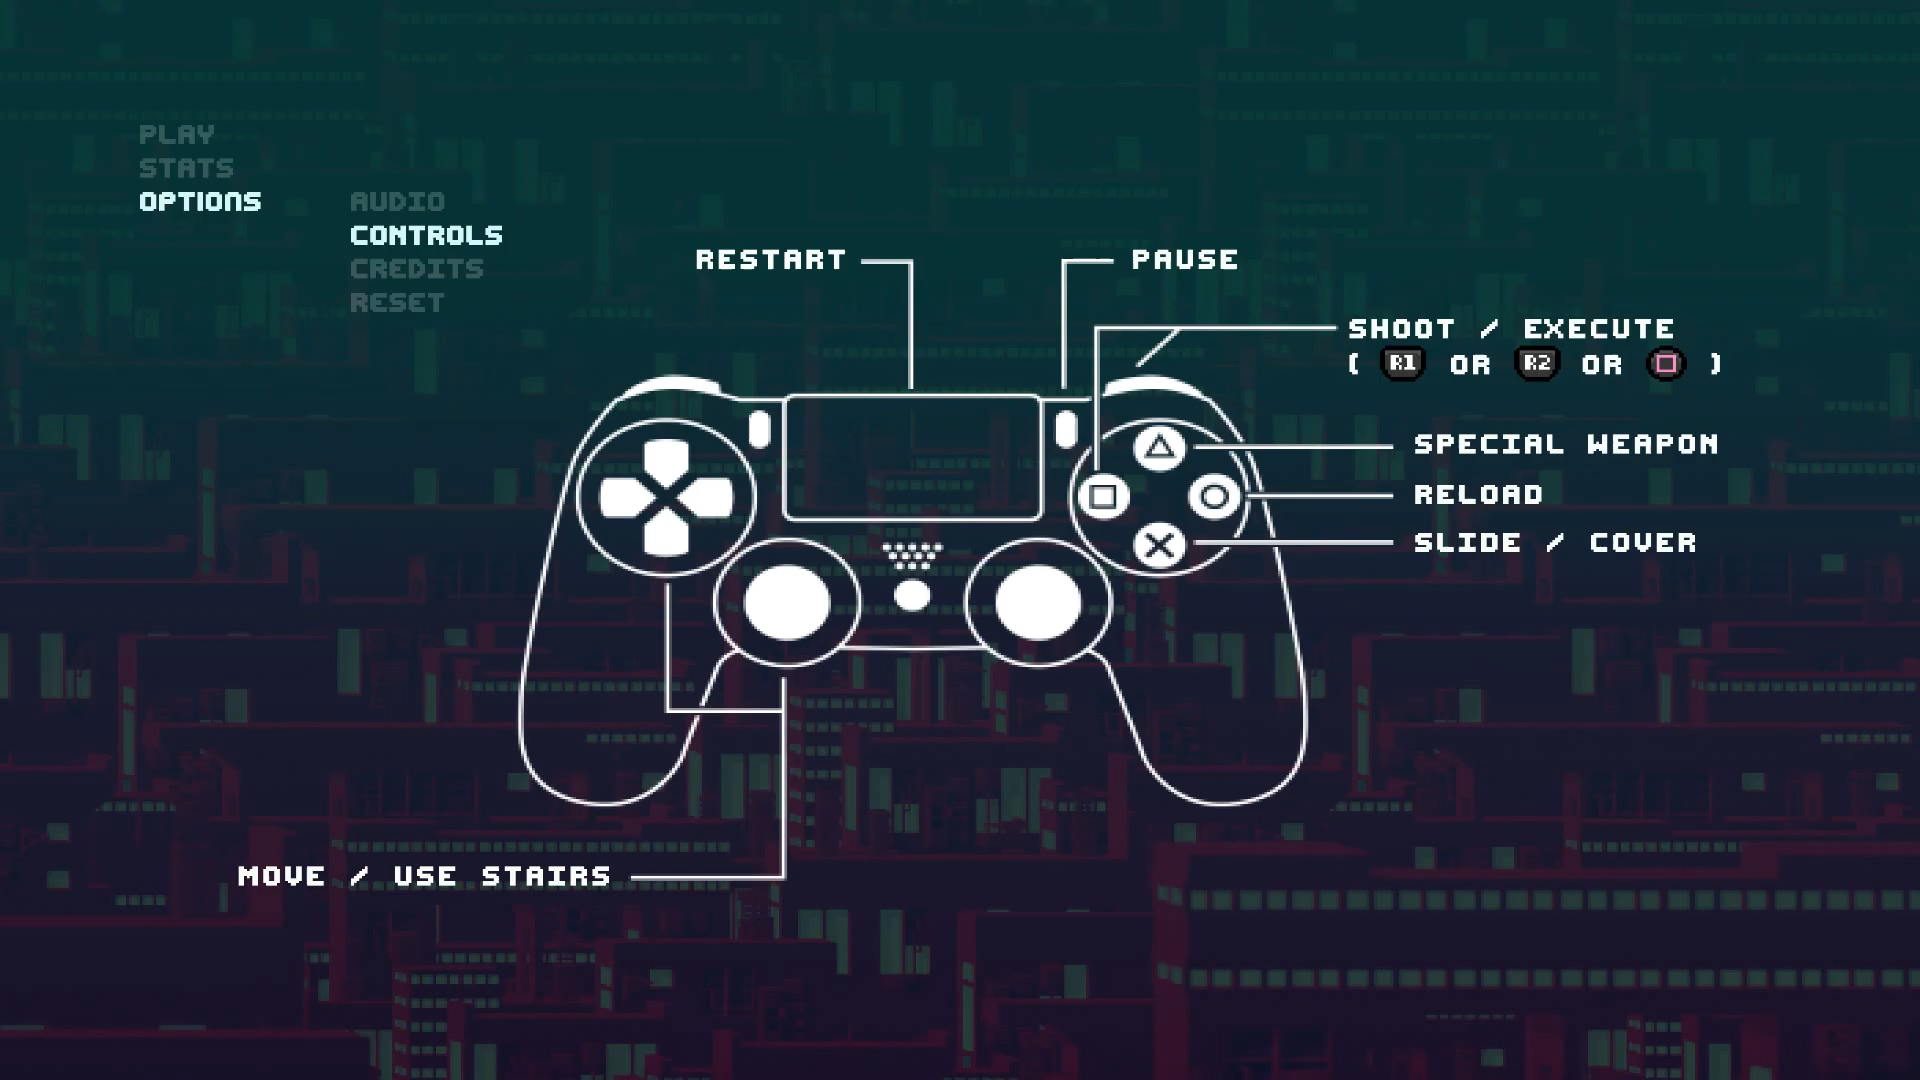 PLAY
STATS
OPTIONS
AUDIO
CONTROLS
CREDITS
RESET
RESTART
PAUSE
SHOOT / EXECUTE
( R1 OR R2 OR □ )
SPECIAL WEAPON
RELOAD
SLIDE / COVER
MOVE / USE STAIRS